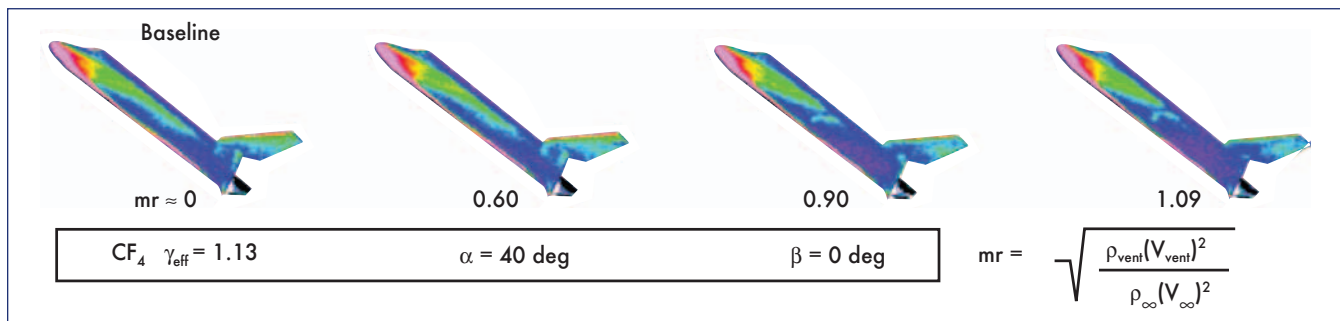 Baseline
mr ≈ 0
0.60
0.90
1.09
CF₄ γeff = 1.13
α = 40 deg
β = 0 deg
mr = √(ρvent(Vvent)² / ρ∞(V∞)²)